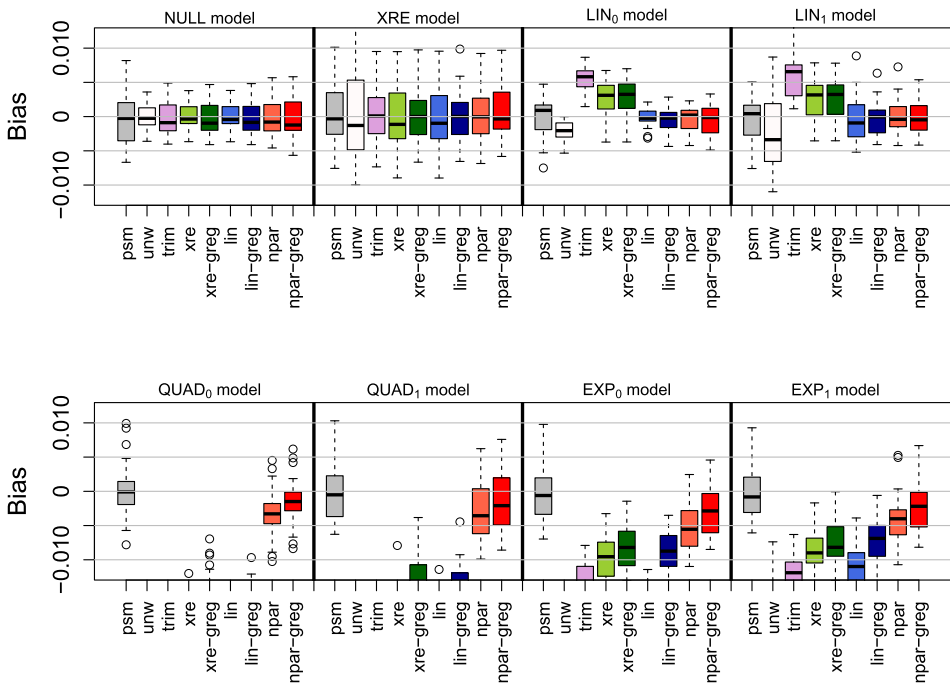 NULL model XRE model LIN0 model LIN1 model
Bias
0.010
0
−0.010
psm unw trim xre xre−greg lin lin−greg npar npar−greg psm unw trim xre xre−greg lin lin−greg npar npar−greg psm unw trim xre xre−greg lin lin−greg npar npar−greg psm unw trim xre xre−greg lin lin−greg npar npar−greg
QUAD0 model QUAD1 model EXP0 model EXP1 model
Bias
0.010
0
−0.010
psm unw trim xre xre−greg lin lin−greg npar npar−greg psm unw trim xre xre−greg lin lin−greg npar npar−greg psm unw trim xre xre−greg lin lin−greg npar npar−greg psm unw trim xre xre−greg lin lin−greg npar npar−greg